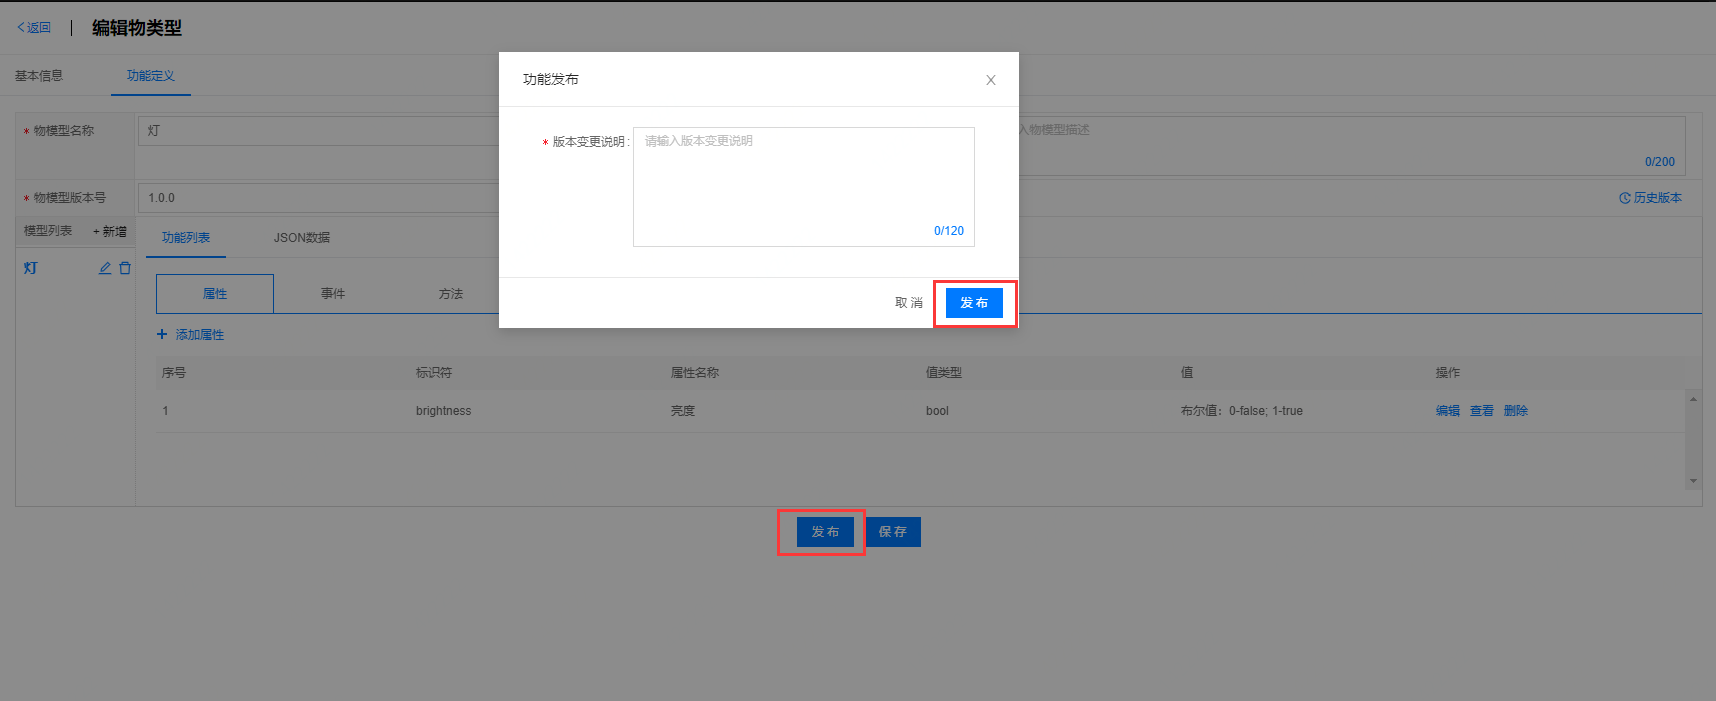 返回
编辑物类型
基本信息
功能定义
功能发布
* 版本变更说明:
请输入版本变更说明
0/120
取 消
发 布
* 物模型名称
灯
入物模型描述
0/200
* 物模型版本号
1.0.0
历史版本
模型列表
+ 新增
功能列表
JSON数据
灯
属性
事件
方法
+ 添加属性
序号 标识符 属性名称 值类型 值 操作
1 brightness 亮度 bool 布尔值：0-false; 1-true 编辑 查看 删除
发 布
保 存